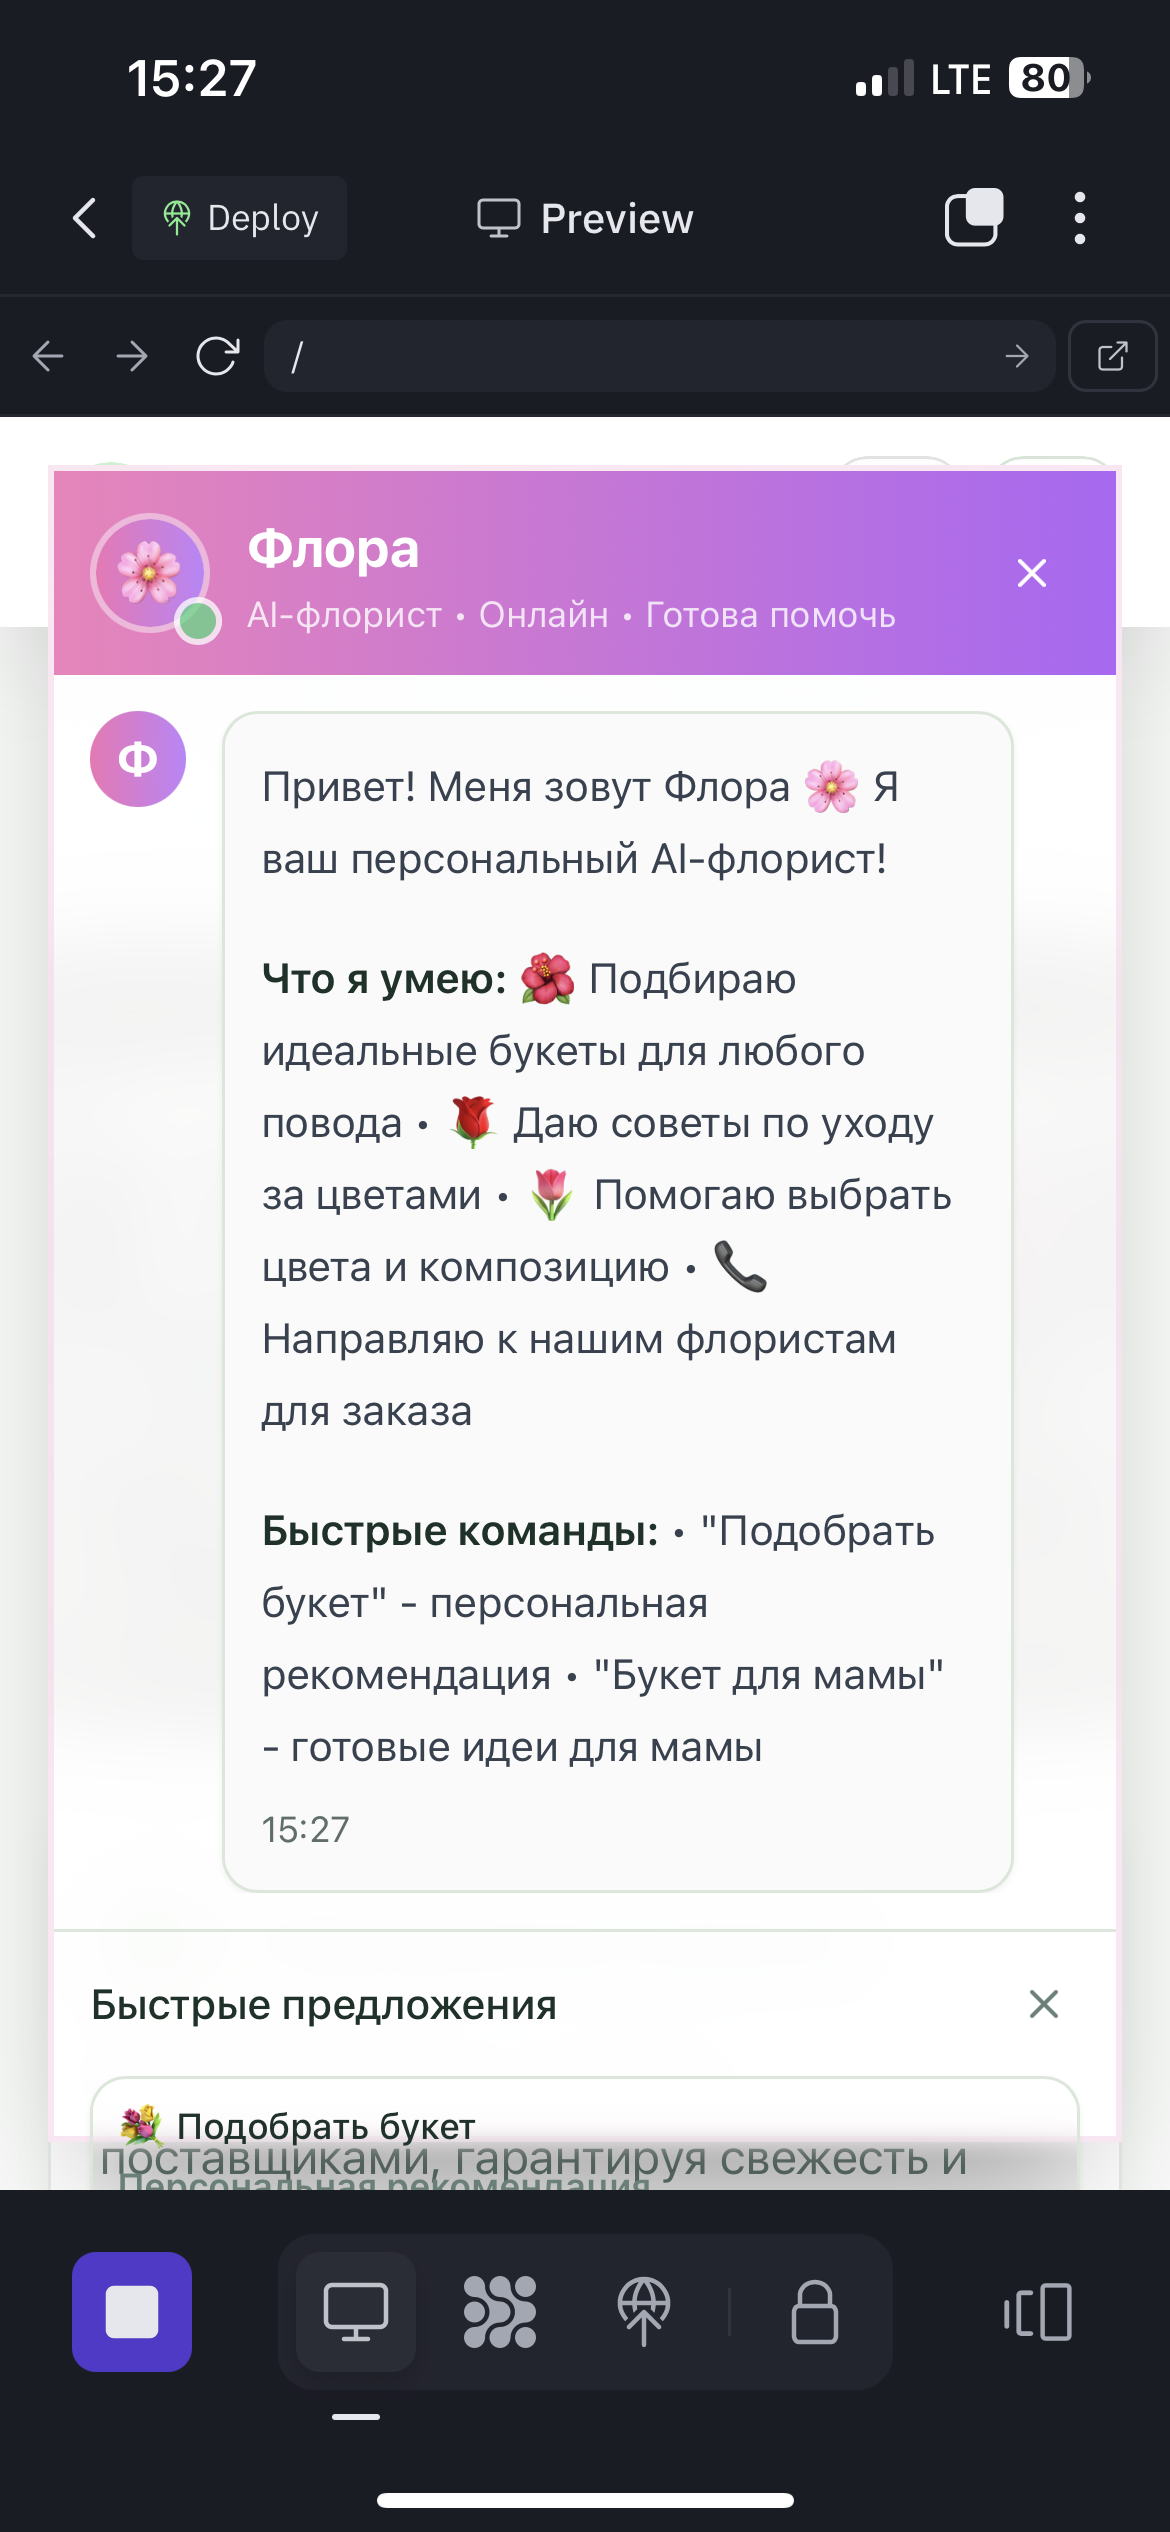 15:27
LTE 80
Deploy
Preview
/
Флора
AI-флорист • Онлайн • Готова помочь
Ф
Привет! Меня зовут Флора 🌸 Я
ваш персональный AI-флорист!
Что я умею: 🌺 Подбираю
идеальные букеты для любого
повода • 🌹 Даю советы по уходу
за цветами • 🌷 Помогаю выбрать
цвета и композицию • 📞
Направляю к нашим флористам
для заказа
Быстрые команды: • "Подобрать
букет" - персональная
рекомендация • "Букет для мамы"
- готовые идеи для мамы
15:27
Быстрые предложения
💐 Подобрать букет
поставщиками, гарантируя свежесть и
Персональная рекомендация